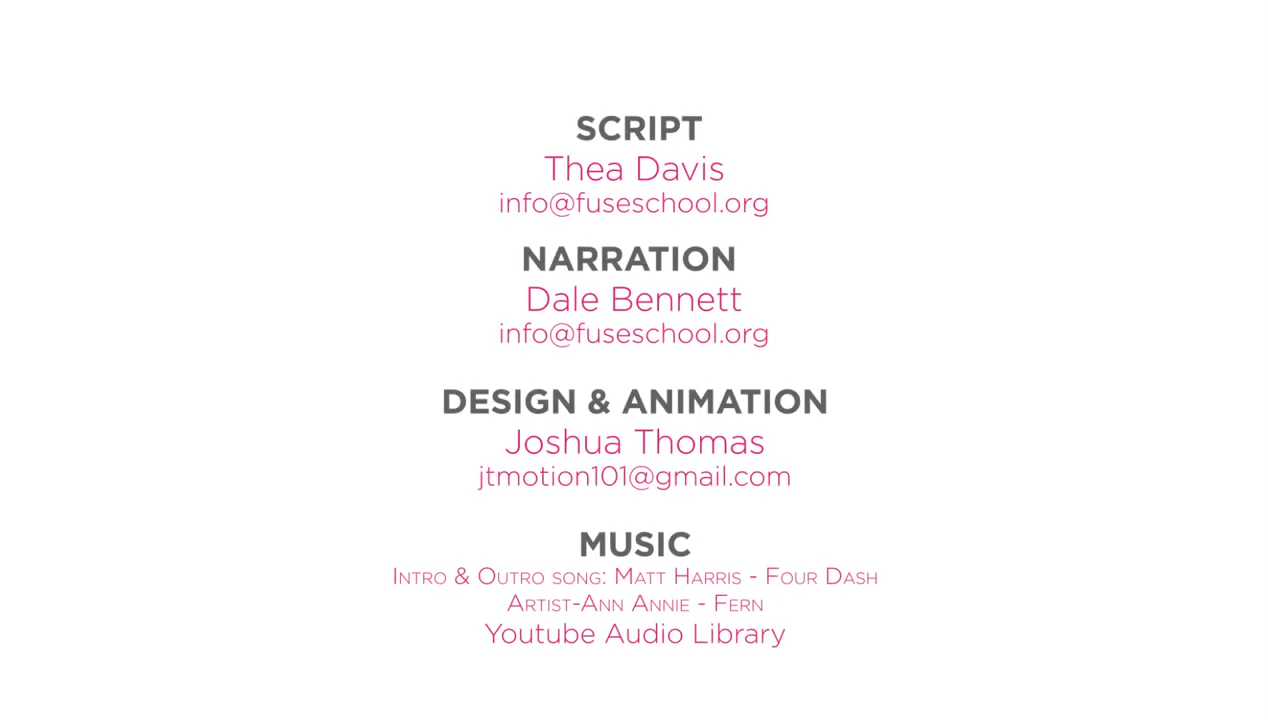 SCRIPT
Thea Davis
info@fuseschool.org
NARRATION
Dale Bennett
info@fuseschool.org
DESIGN & ANIMATION
Joshua Thomas
jtmotion101@gmail.com
MUSIC
Intro & Outro song: Matt Harris - Four Dash
Artist-Ann Annie - Fern
Youtube Audio Library